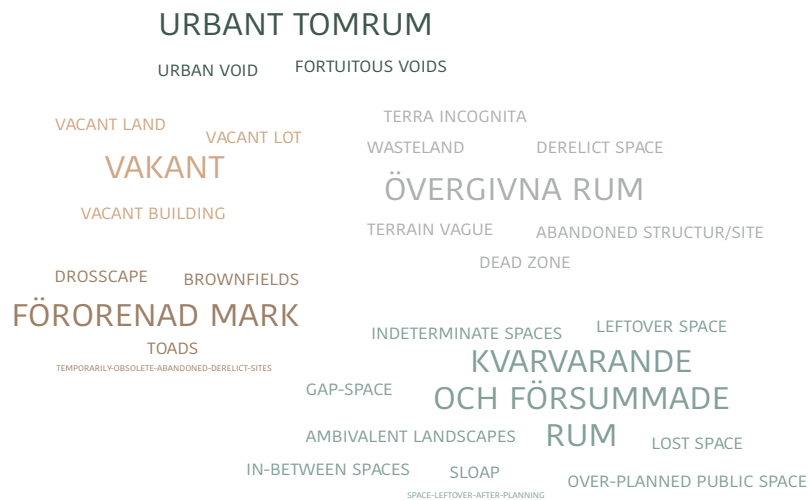 URBANT TOMRUM
URBAN VOID
FORTUITOUS VOIDS
VACANT LAND
VACANT LOT
VAKANT
VACANT BUILDING
TERRA INCOGNITA
WASTELAND
DERELICT SPACE
ÖVERGIVNA RUM
TERRAIN VAGUE
ABANDONED STRUCTUR/SITE
DEAD ZONE
DROSSCAPE
BROWNFIELDS
FÖRORENAD MARK
TOADS
TEMPORARILY-OBSOLETE-ABANDONED-DERELICT-SITES
INDETERMINATE SPACES
LEFTOVER SPACE
KVARVARANDE
OCH FÖRSUMMADE
RUM
GAP-SPACE
AMBIVALENT LANDSCAPES
LOST SPACE
IN-BETWEEN SPACES
SLOAP
SPACE-LEFTOVER-AFTER-PLANNING
OVER-PLANNED PUBLIC SPACE